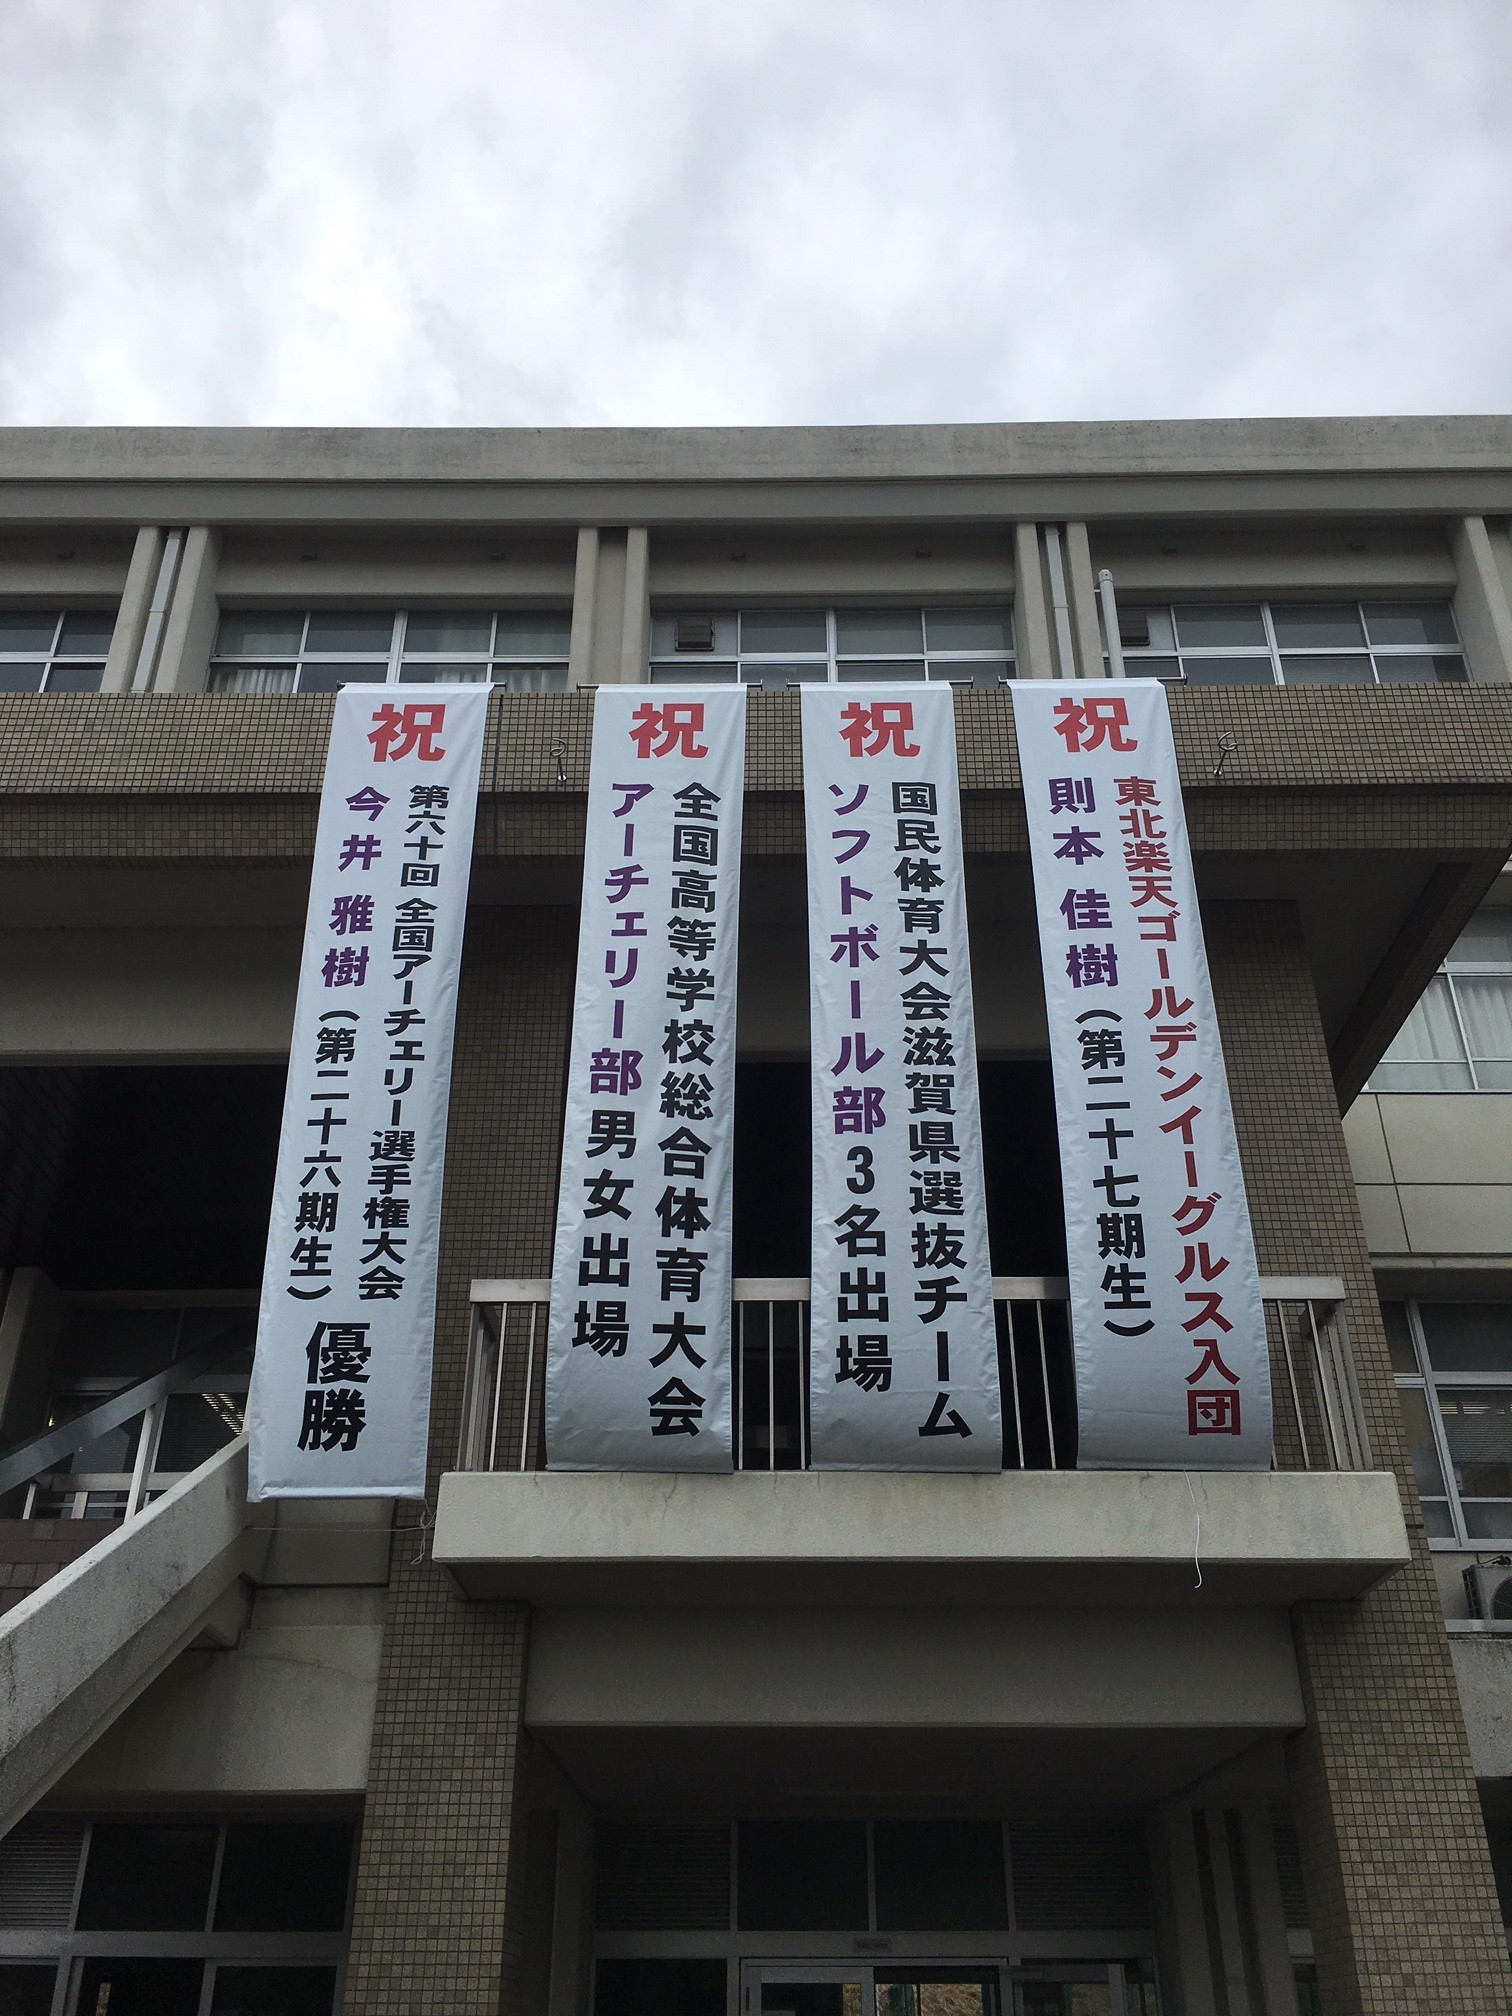 祝
東北楽天ゴールデンイーグルス入団
則本 佳樹(第二十七期生)
祝
国民体育大会滋賀県選抜チーム
ソフトボール部3名出場
祝
全国高等学校総合体育大会
アーチェリー部男女出場
祝
第六十回 全国アーチェリー選手権大会
今井 雅樹(第二十六期生) 優勝